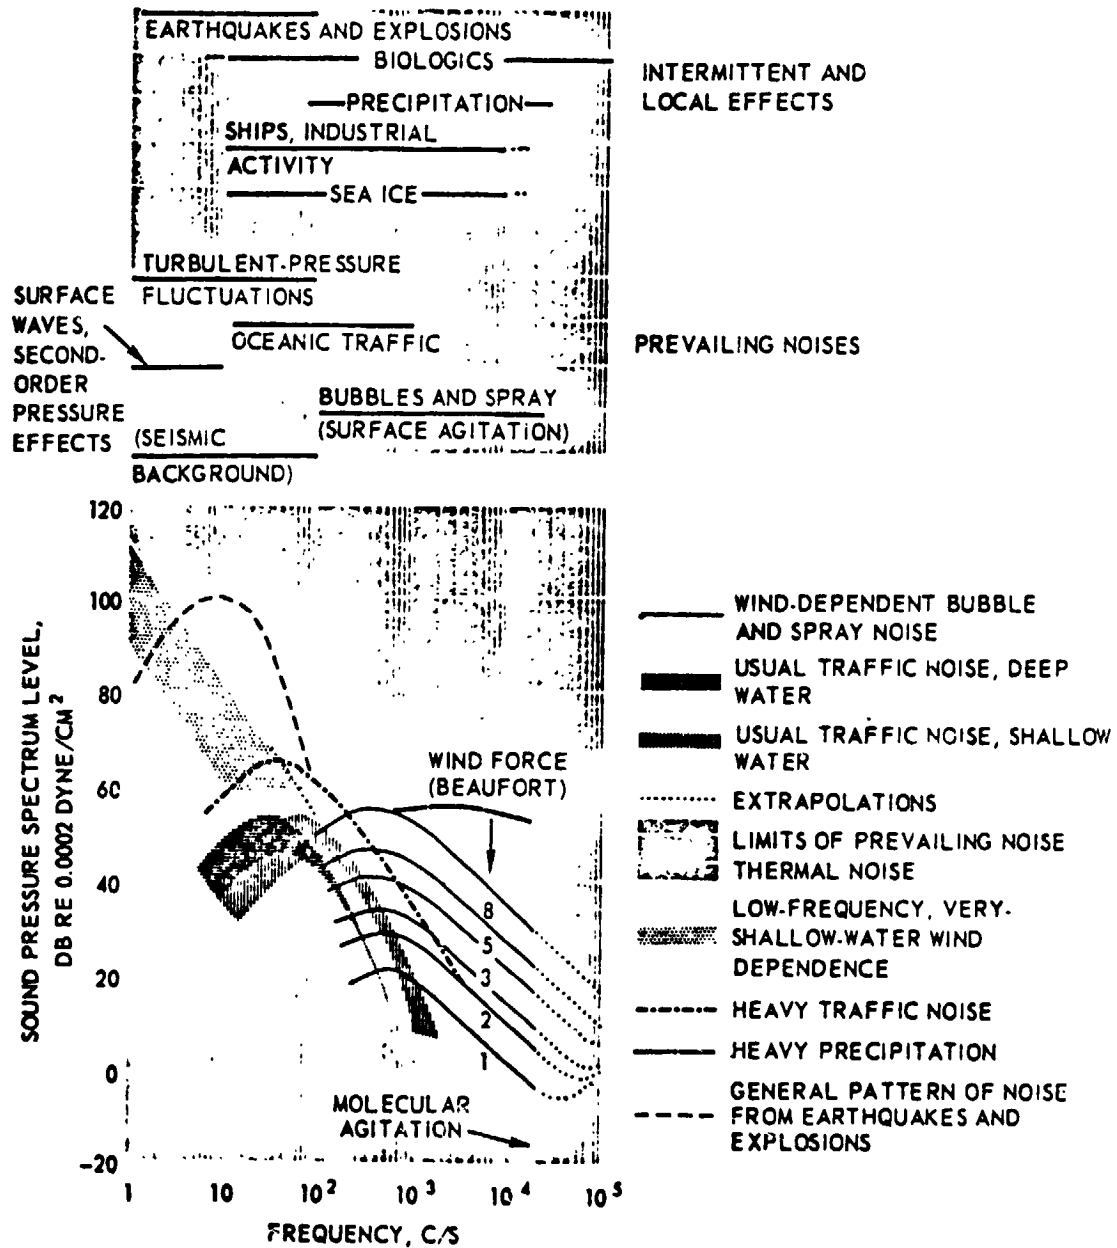 EARTHQUAKES AND EXPLOSIONS
BIOLOGICS
INTERMITTENT AND
LOCAL EFFECTS
PRECIPITATION
SHIPS, INDUSTRIAL
ACTIVITY
SEA ICE
TURBULENT-PRESSURE
FLUCTUATIONS
SURFACE
WAVES,
SECOND-
ORDER
PRESSURE
EFFECTS
OCEANIC TRAFFIC
PREVAILING NOISES
BUBBLES AND SPRAY
(SURFACE AGITATION)
(SEISMIC
BACKGROUND)
SOUND PRESSURE SPECTRUM LEVEL,
DB RE 0.0002 DYNE/CM²
120
100
80
60
40
20
0
-20
WIND FORCE
(BEAUFORT)
8
5
3
2
1
MOLECULAR
AGITATION
1
10
10²
10³
10⁴
10⁵
FREQUENCY, C/S
WIND-DEPENDENT BUBBLE
AND SPRAY NOISE
USUAL TRAFFIC NOISE, DEEP
WATER
USUAL TRAFFIC NOISE, SHALLOW
WATER
EXTRAPOLATIONS
LIMITS OF PREVAILING NOISE
THERMAL NOISE
LOW-FREQUENCY, VERY-
SHALLOW-WATER WIND
DEPENDENCE
HEAVY TRAFFIC NOISE
HEAVY PRECIPITATION
GENERAL PATTERN OF NOISE
FROM EARTHQUAKES AND
EXPLOSIONS